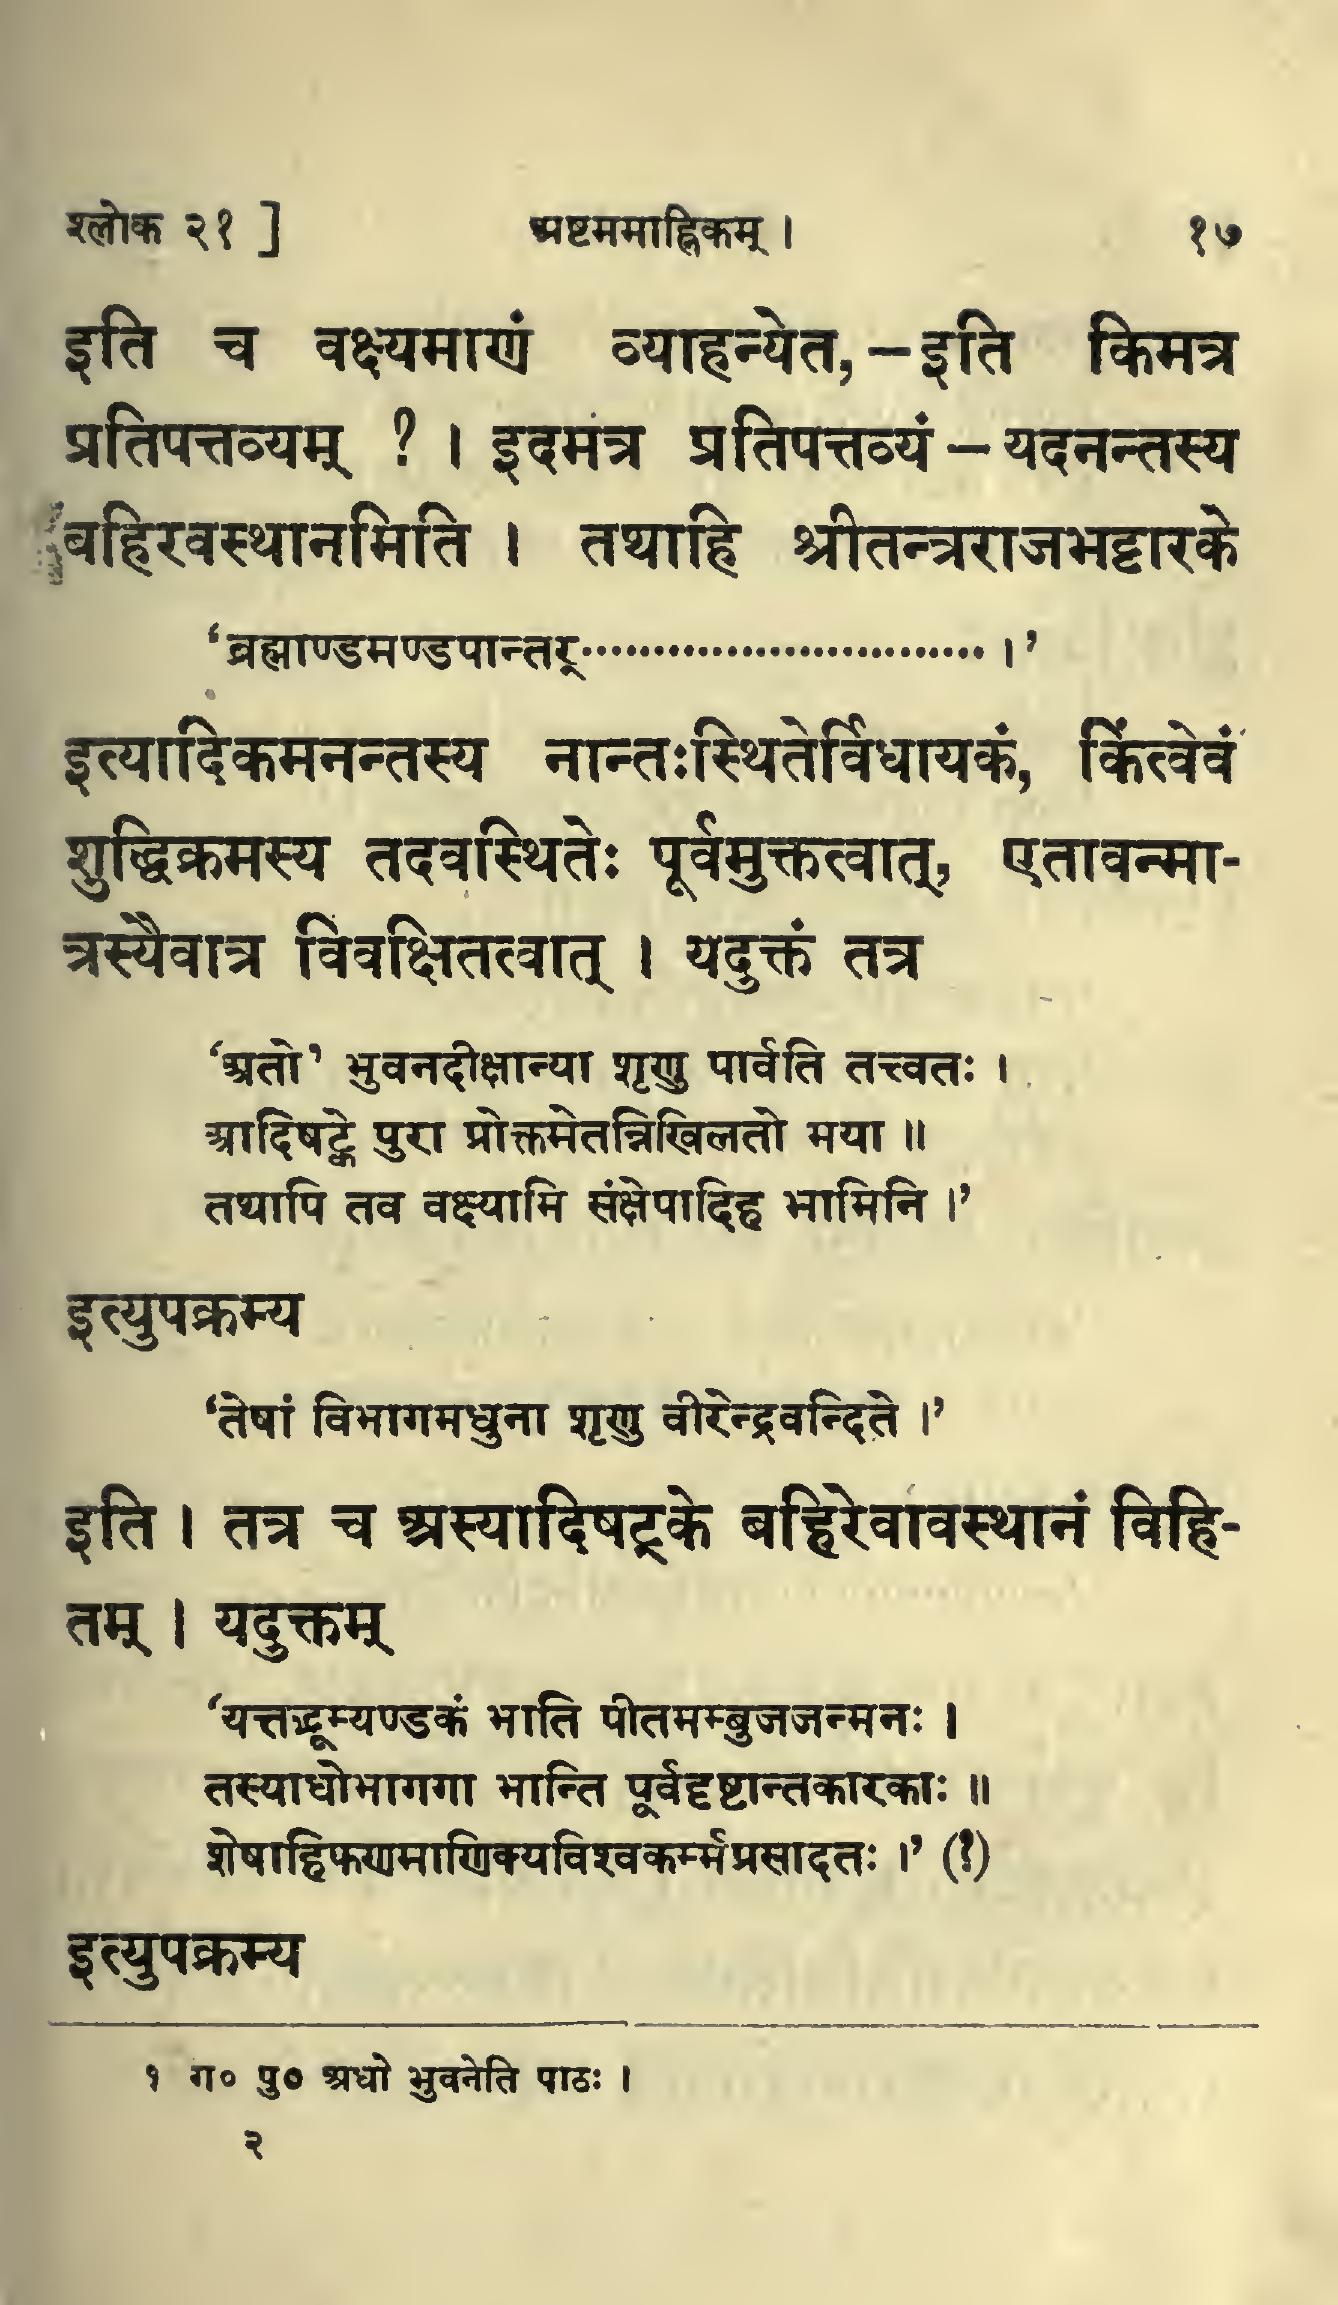 श्लोक २१ ] अष्टममाह्निकम् । १७
इति च वक्ष्यमाणं व्याहन्येत,—इति किमत्र
प्रतिपत्तव्यम् ? । इदमत्र प्रतिपत्तव्यं — यदनन्तस्य
बहिरवस्थानमिति । तथाहि श्रीतन्त्रराजभट्टारके
‘ब्रह्माण्डमण्डपान्तर्............................ ।’
इत्यादिकमनन्तस्य नान्तःस्थितेर्विधायकं, किंत्वेवं
शुद्धिक्रमस्य तदवस्थितेः पूर्वमुक्तत्वात्, एतावन्मा-
त्रस्यैवात्र विवक्षितत्वात् । यदुक्तं तत्र
‘अतो’ भुवनदीक्षान्या शृणु पार्वति तत्त्वतः ।
आदिषट्के पुरा प्रोक्तमेतन्निखिलतो मया ॥
तथापि तव वक्ष्यामि संक्षेपादिह भामिनि ।’
इत्युपक्रम्य
‘तेषां विभागमधुना शृणु वीरेन्द्रवन्दिते ।’
इति । तत्र च अस्यादिषट्के बहिरेवावस्थानं विहि-
तम् । यदुक्तम्
‘यत्तद्भूम्यण्डकं भाति पीतमम्बुजजन्मनः ।
तस्याधोभागगा भान्ति पूर्वदृष्टान्तकारकाः ॥
शेषाहिफणमाणिक्यविश्वकर्म्मप्रसादतः ।’ (?)
इत्युपक्रम्य
१ ग० पु० अधो भुवनेति पाठः ।
२